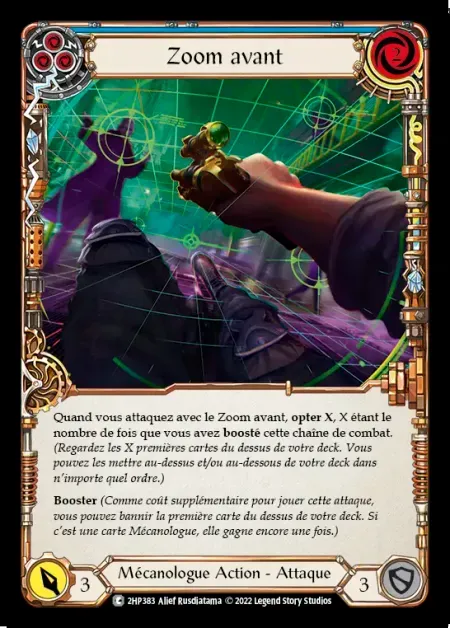 Zoom avant
2
Quand vous attaquez avec le Zoom avant, opter X, X étant le
nombre de fois que vous avez boosté cette chaîne de combat.
(Regardez les X premières cartes du dessus de votre deck. Vous
pouvez les mettre au-dessus et/ou au-dessous de votre deck dans
n'importe quel ordre.)
Booster (Comme coût supplémentaire pour jouer cette attaque,
vous pouvez bannir la première carte du dessus de votre deck. Si
c'est une carte Mécanologue, elle gagne encore une fois.)
3
Mécanologue Action - Attaque
3
C 2HP383 Alief Rusdiatama © 2022 Legend Story Studios